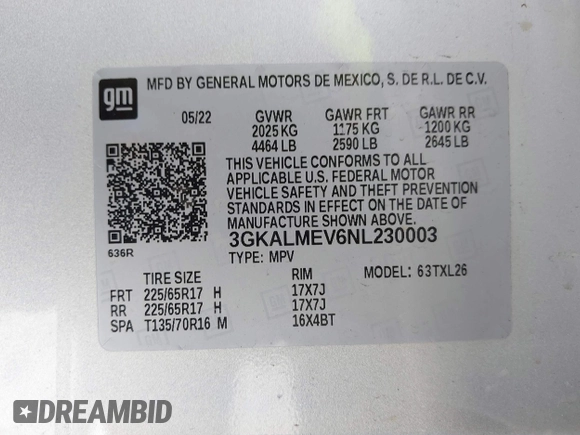 gm MFD BY GENERAL MOTORS DE MEXICO, S. DE R.L. DE C.V.
05/22 GVWR GAWR FRT GAWR RR
2025 KG 1175 KG 1200 KG
4464 LB 2590 LB 2645 LB
THIS VEHICLE CONFORMS TO ALL
APPLICABLE U.S. FEDERAL MOTOR
VEHICLE SAFETY AND THEFT PREVENTION
STANDARDS IN EFFECT ON THE DATE OF
MANUFACTURE SHOWN ABOVE.
3GKALMEV6NL230003
636R
TYPE: MPV
TIRE SIZE RIM MODEL: 63TXL26
FRT 225/65R17 H 17X7J
RR 225/65R17 H 17X7J
SPA T135/70R16 M 16X4BT
DREAMBID